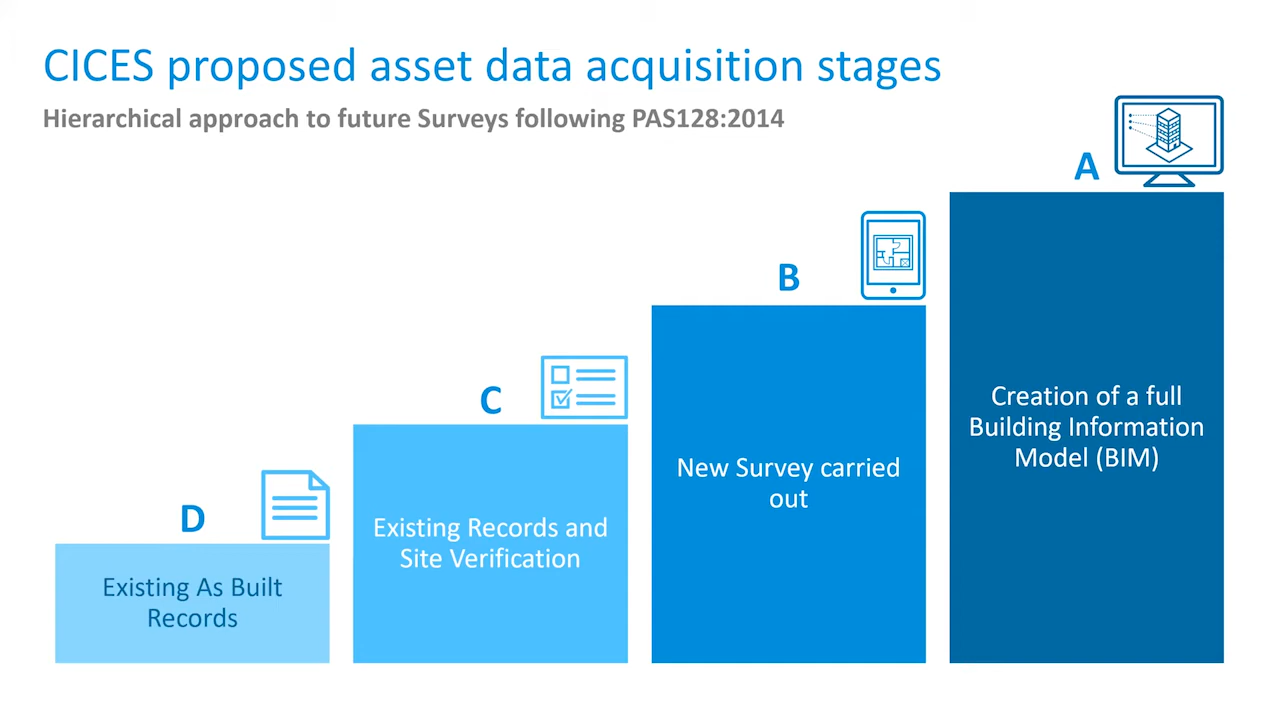 CICES proposed asset data acquisition stages
Hierarchical approach to future Surveys following PAS128:2014
A
B
C
D
Creation of a full
Building Information
Model (BIM)
New Survey carried
out
Existing Records and
Site Verification
Existing As Built
Records